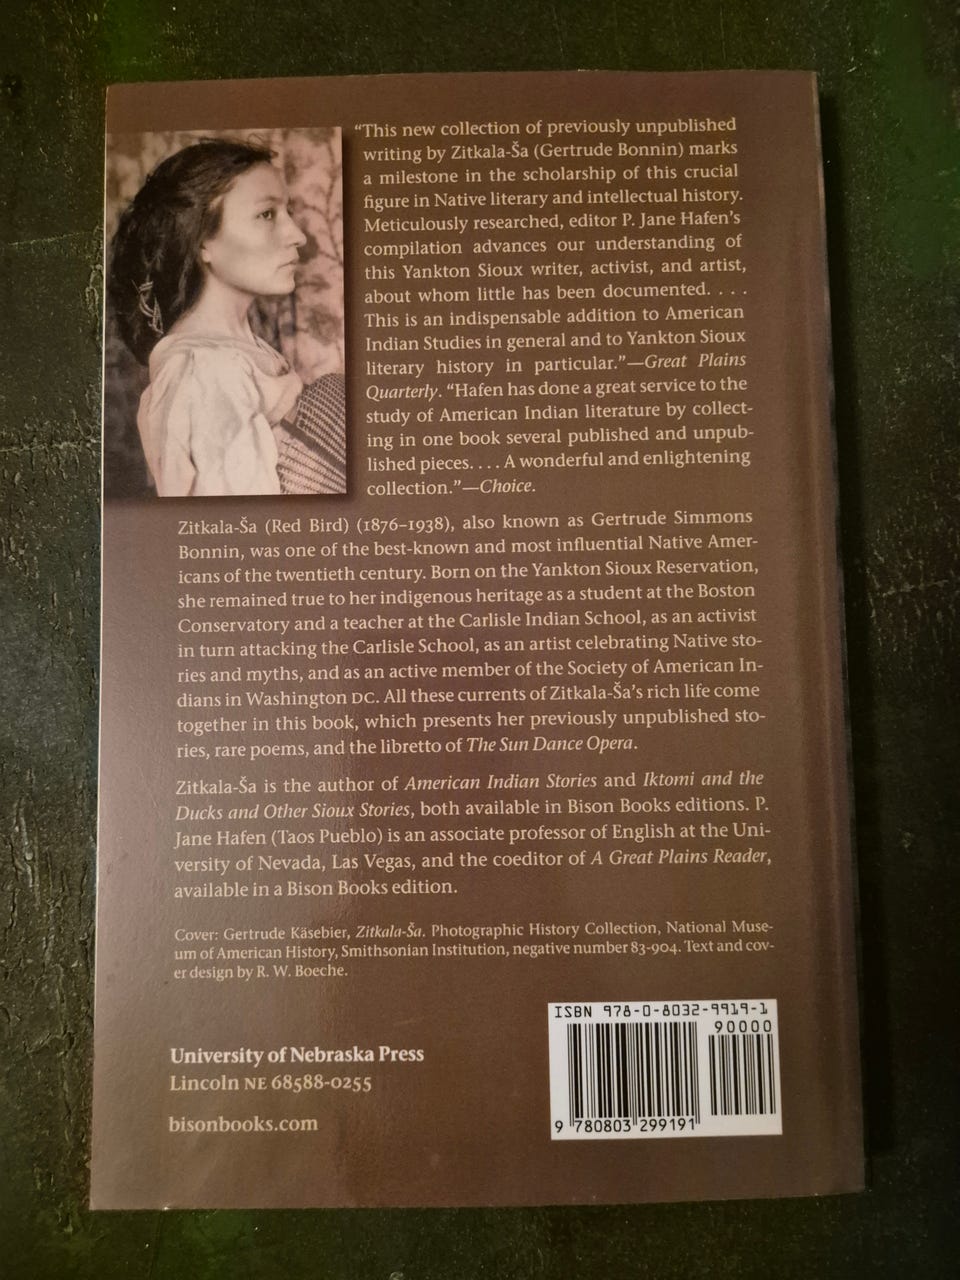 “This new collection of previously unpublished
writing by Zitkala-Ša (Gertrude Bonnin) marks
a milestone in the scholarship of this crucial
figure in Native literary and intellectual history.
Meticulously researched, editor P. Jane Hafen’s
compilation advances our understanding of
this Yankton Sioux writer, activist, and artist,
about whom little has been documented. . . .
This is an indispensable addition to American
Indian Studies in general and to Yankton Sioux
literary history in particular.”—Great Plains
Quarterly. “Hafen has done a great service to the
study of American Indian literature by collect-
ing in one book several published and unpub-
lished pieces. . . . A wonderful and enlightening
collection.”—Choice.
Zitkala-Ša (Red Bird) (1876–1938), also known as Gertrude Simmons
Bonnin, was one of the best-known and most influential Native Amer-
icans of the twentieth century. Born on the Yankton Sioux Reservation,
she remained true to her indigenous heritage as a student at the Boston
Conservatory and a teacher at the Carlisle Indian School, as an activist
in turn attacking the Carlisle School, as an artist celebrating Native sto-
ries and myths, and as an active member of the Society of American In-
dians in Washington DC. All these currents of Zitkala-Ša’s rich life come
together in this book, which presents her previously unpublished sto-
ries, rare poems, and the libretto of The Sun Dance Opera.
Zitkala-Ša is the author of American Indian Stories and Iktomi and the
Ducks and Other Sioux Stories, both available in Bison Books editions. P.
Jane Hafen (Taos Pueblo) is an associate professor of English at the Uni-
versity of Nevada, Las Vegas, and the coeditor of A Great Plains Reader,
available in a Bison Books edition.
Cover: Gertrude Käsebier, Zitkala-Ša. Photographic History Collection, National Muse-
um of American History, Smithsonian Institution, negative number 83-904. Text and cov-
er design by R. W. Boeche.
University of Nebraska Press
Lincoln NE 68588-0255
bisonbooks.com
ISBN 978-0-8032-9919-1
90000
9 780803 299191